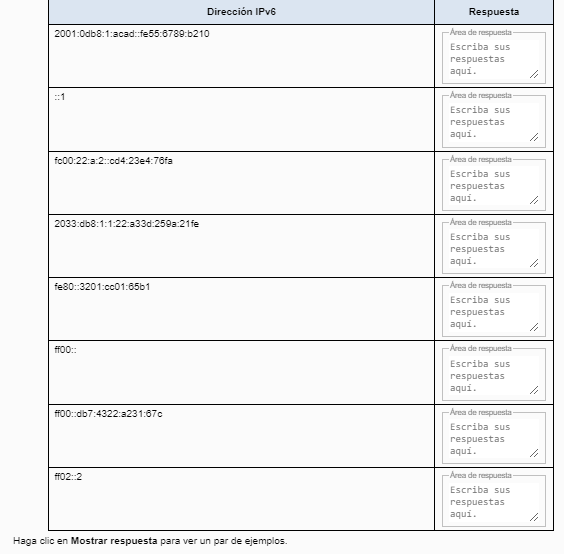 Dirección IPv6 Respuesta
2001:0db8:1:acad::fe55:6789:b210 Área de respuesta
Escriba sus
respuestas
aquí.
::1 Área de respuesta
Escriba sus
respuestas
aquí.
fc00:22:a:2::cd4:23e4:76fa Área de respuesta
Escriba sus
respuestas
aquí.
2033:db8:1:1:22:a33d:259a:21fe Área de respuesta
Escriba sus
respuestas
aquí.
fe80::3201:cc01:65b1 Área de respuesta
Escriba sus
respuestas
aquí.
ff00:: Área de respuesta
Escriba sus
respuestas
aquí.
ff00::db7:4322:a231:67c Área de respuesta
Escriba sus
respuestas
aquí.
ff02::2 Área de respuesta
Escriba sus
respuestas
aquí.
Haga clic en Mostrar respuesta para ver un par de ejemplos.